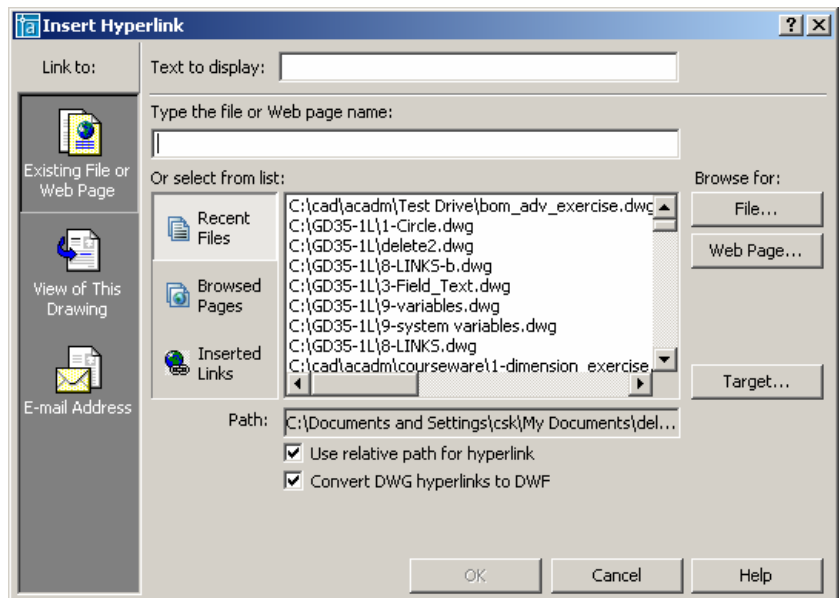 Insert Hyperlink
Link to:
Text to display:
Type the file or Web page name:
Existing File or
Web Page
View of This
Drawing
E-mail Address
Or select from list:
Recent
Files
Browsed
Pages
Inserted
Links
C:\cad\acadm\Test Drive\bom_adv_exercise.dwg
C:\GD35-1L\1-Circle.dwg
C:\GD35-1L\delete2.dwg
C:\GD35-1L\8-LINKS-b.dwg
C:\GD35-1L\3-Field_Text.dwg
C:\GD35-1L\9-variables.dwg
C:\GD35-1L\9-system variables.dwg
C:\GD35-1L\8-LINKS.dwg
C:\cad\acadm\courseware\1-dimension_exercise.
Browse for:
File...
Web Page...
Target...
Path: C:\Documents and Settings\csk\My Documents\del...
Use relative path for hyperlink
Convert DWG hyperlinks to DWF
OK Cancel Help